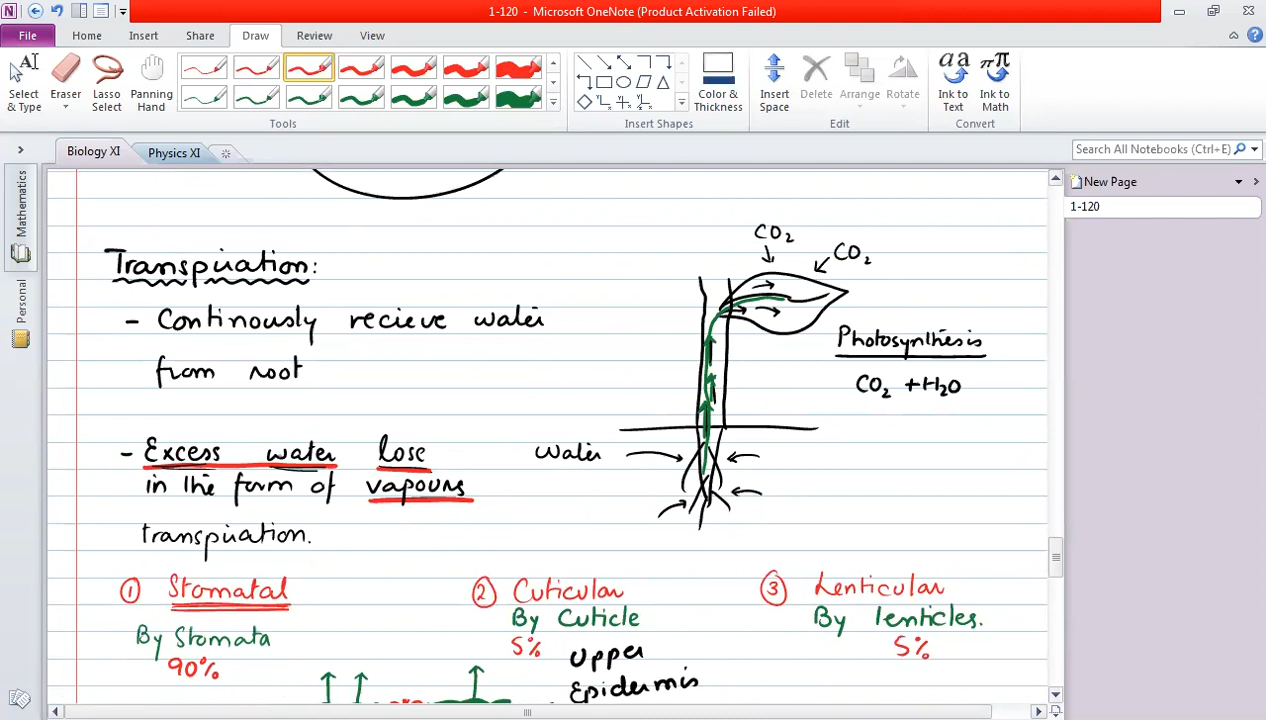 1-120 - Microsoft OneNote (Product Activation Failed)
File Home Insert Share Draw Review View
Select & Type
Eraser
Lasso Select
Panning Hand
Color & Thickness
Insert Space
Delete
Arrange
Rotate
Ink to Text
Ink to Math
Tools
Insert Shapes
Edit
Convert
Biology XI
Physics XI
Search All Notebooks (Ctrl+E)
New Page
1-120
Mathematics
Personal
Transpiration:
- Continously recieve water
from root
- Excess water lose
in the form of vapours
transpiration.
CO2
CO2
Photosynthesis
CO2 + H2O
water
① Stomatal
By Stomata
90%
② Cuticular
By Cuticle
5%
Upper
Epidermis
③ Lenticular
By lenticles.
5%